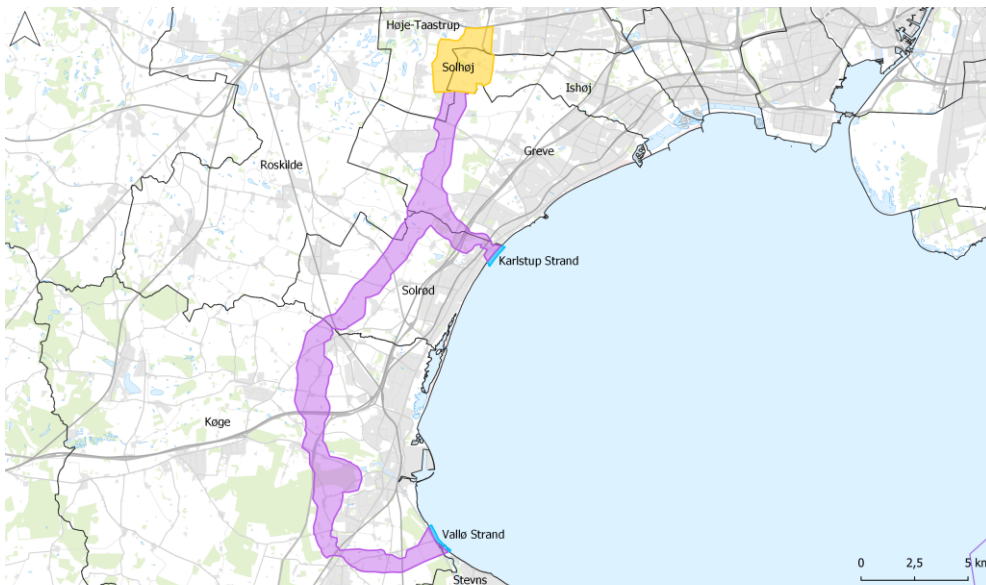 Høje-Taastrup
Solhøj
Ishøj
Greve
Roskilde
Karlstup Strand
Solrød
Køge
Vallø Strand
Stevns
0 2,5 5 km